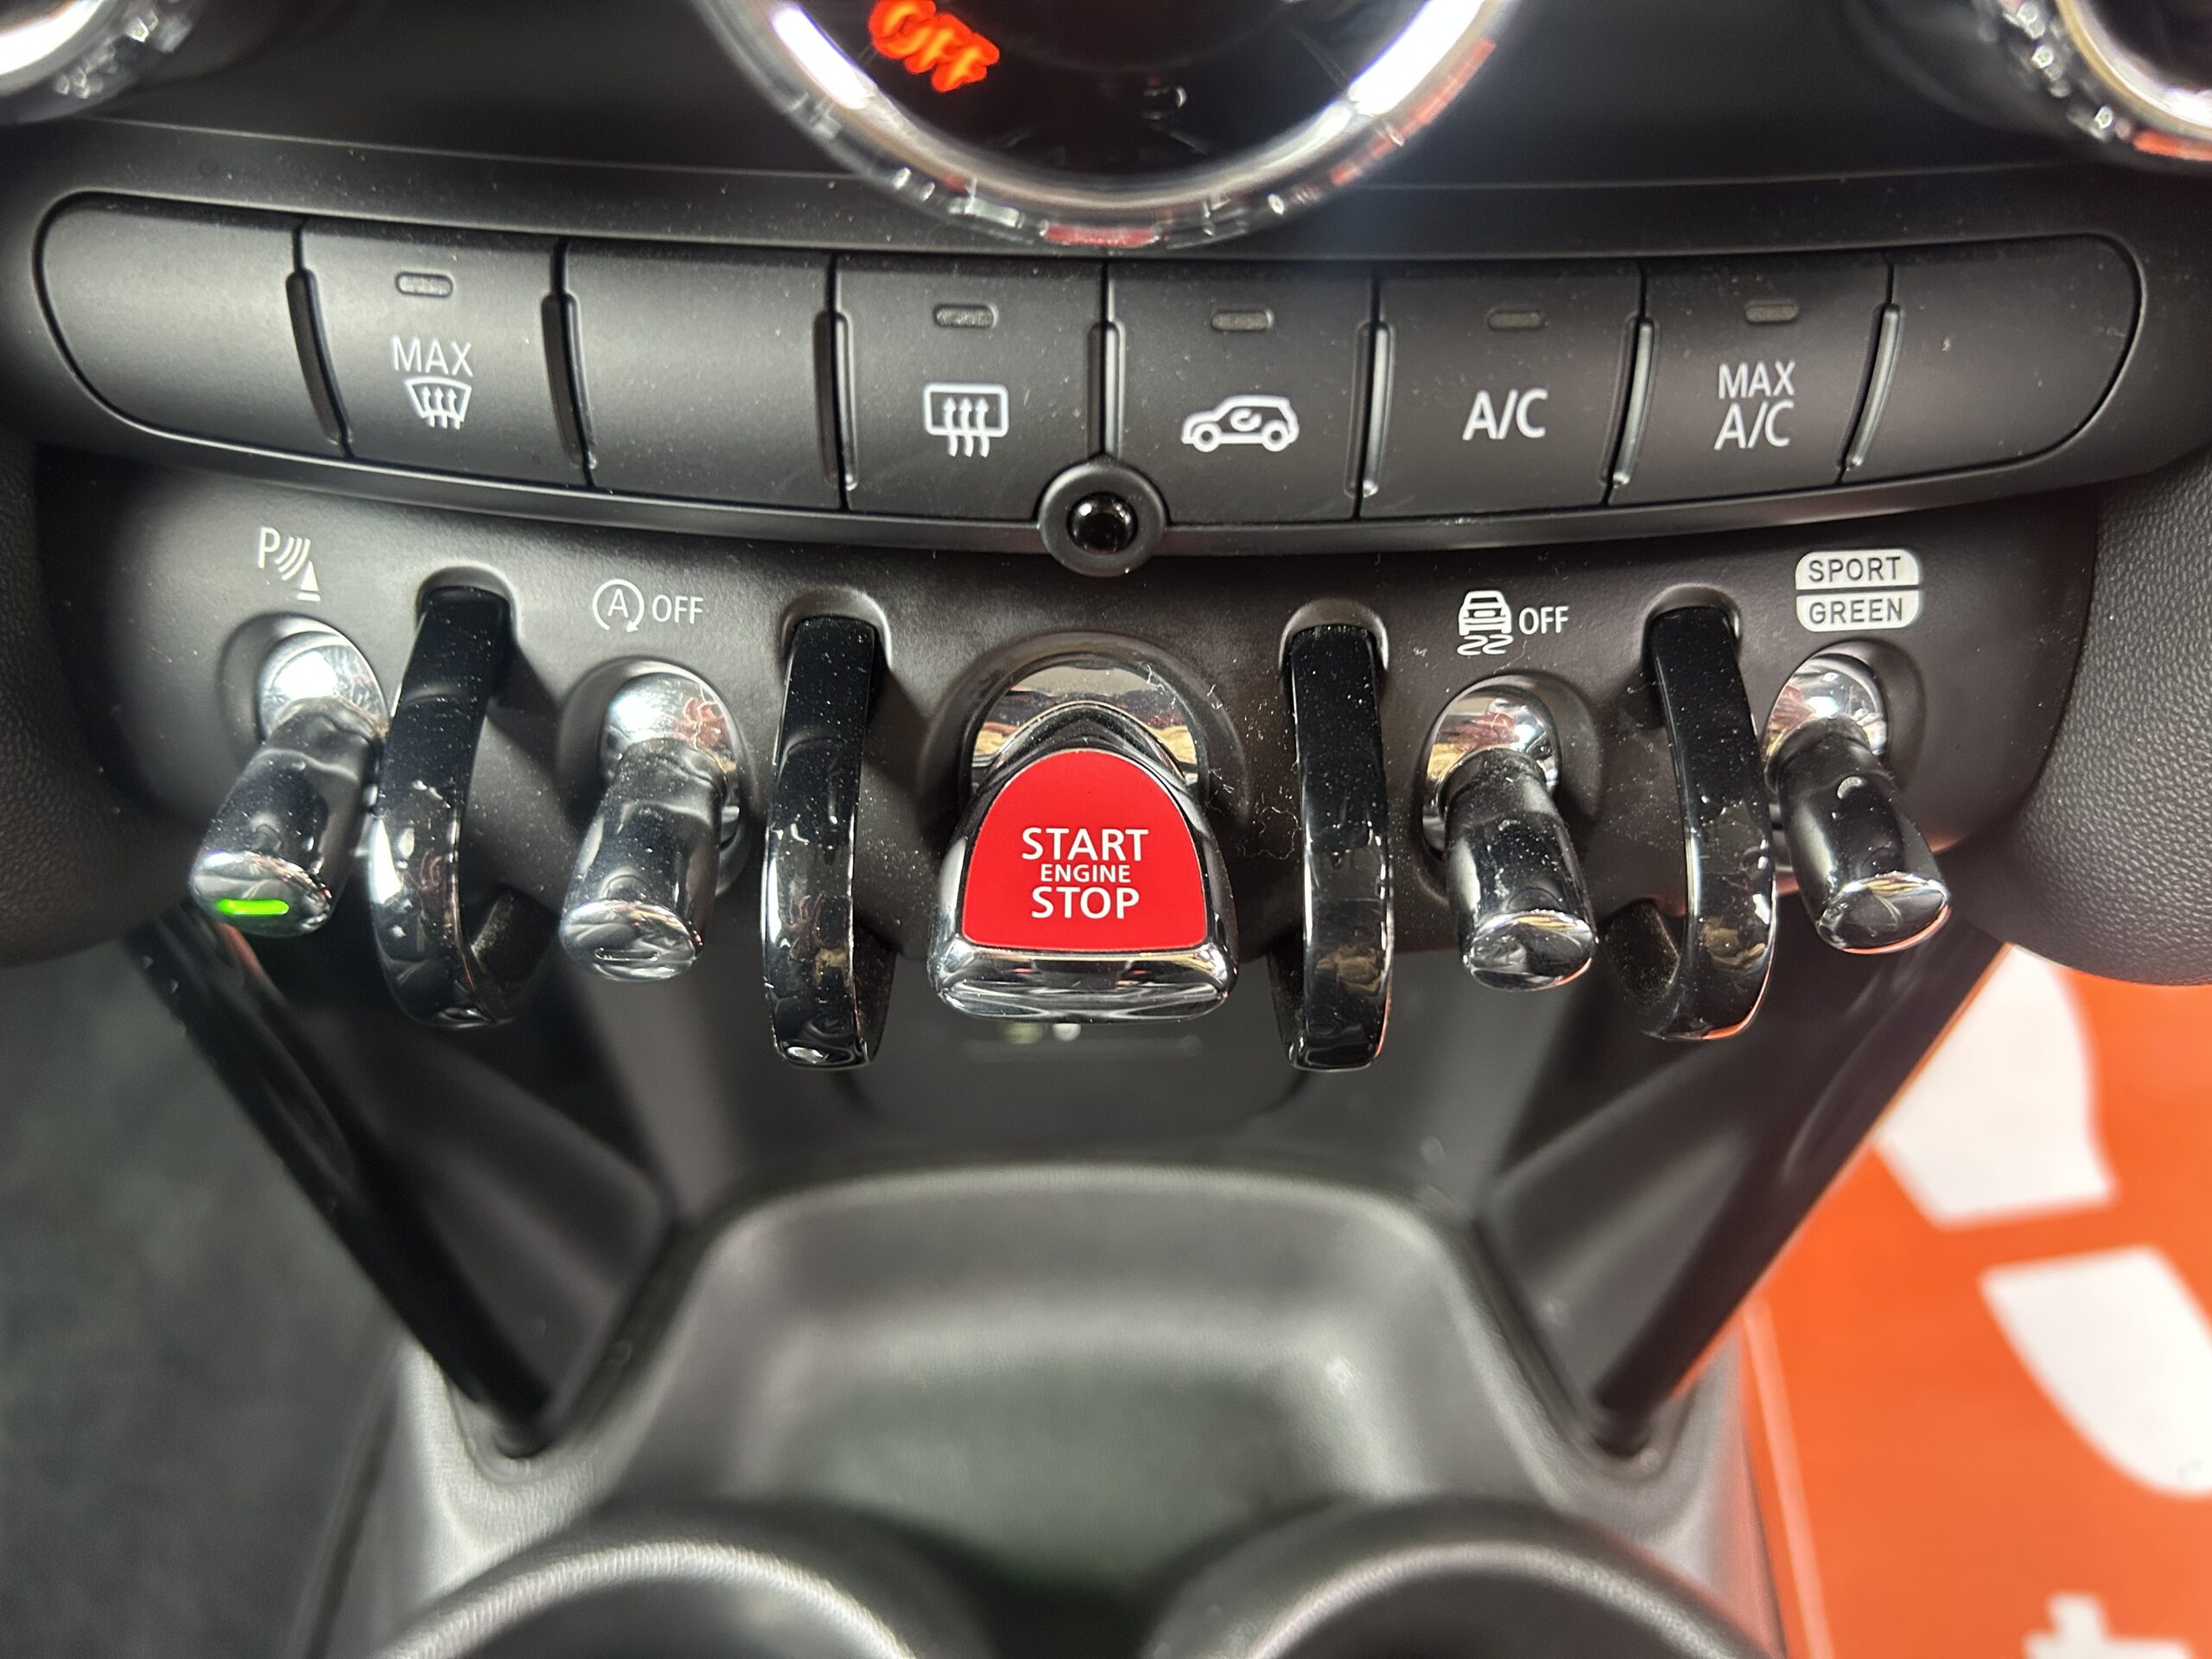 OFF
MAX
A/C
MAX
A/C
P
A OFF
OFF
SPORT
GREEN
START
ENGINE
STOP